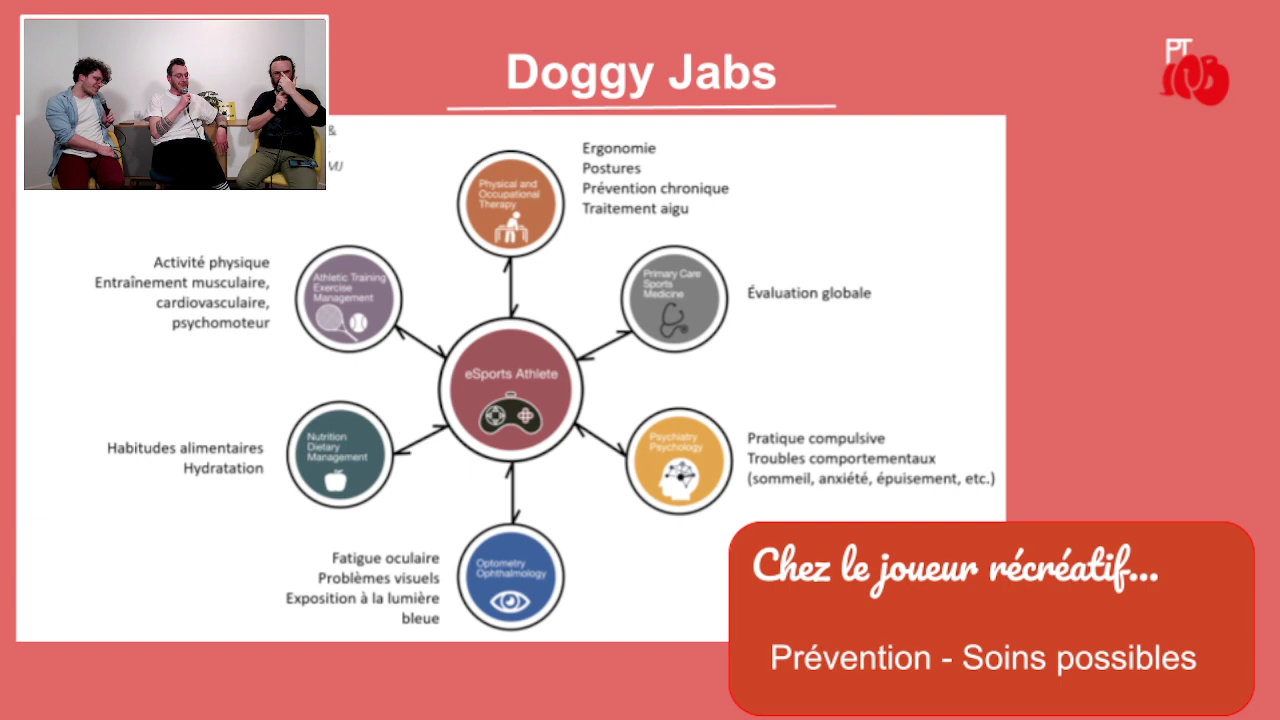 Doggy Jabs
PT
&
MJ
Ergonomie
Postures
Prévention chronique
Traitement aigu
Physical and
Occupational
Therapy
Activité physique
Entraînement musculaire,
cardiovasculaire,
psychomoteur
Athletic Training
Exercise
Management
Primary Care
Sports
Medicine
Évaluation globale
eSports Athlete
Habitudes alimentaires
Hydratation
Nutrition
Dietary
Management
Psychiatry
Psychology
Pratique compulsive
Troubles comportementaux
(sommeil, anxiété, épuisement, etc.)
Fatigue oculaire
Problèmes visuels
Exposition à la lumière
bleue
Optometry
Ophthalmology
Chez le joueur récréatif...
Prévention - Soins possibles